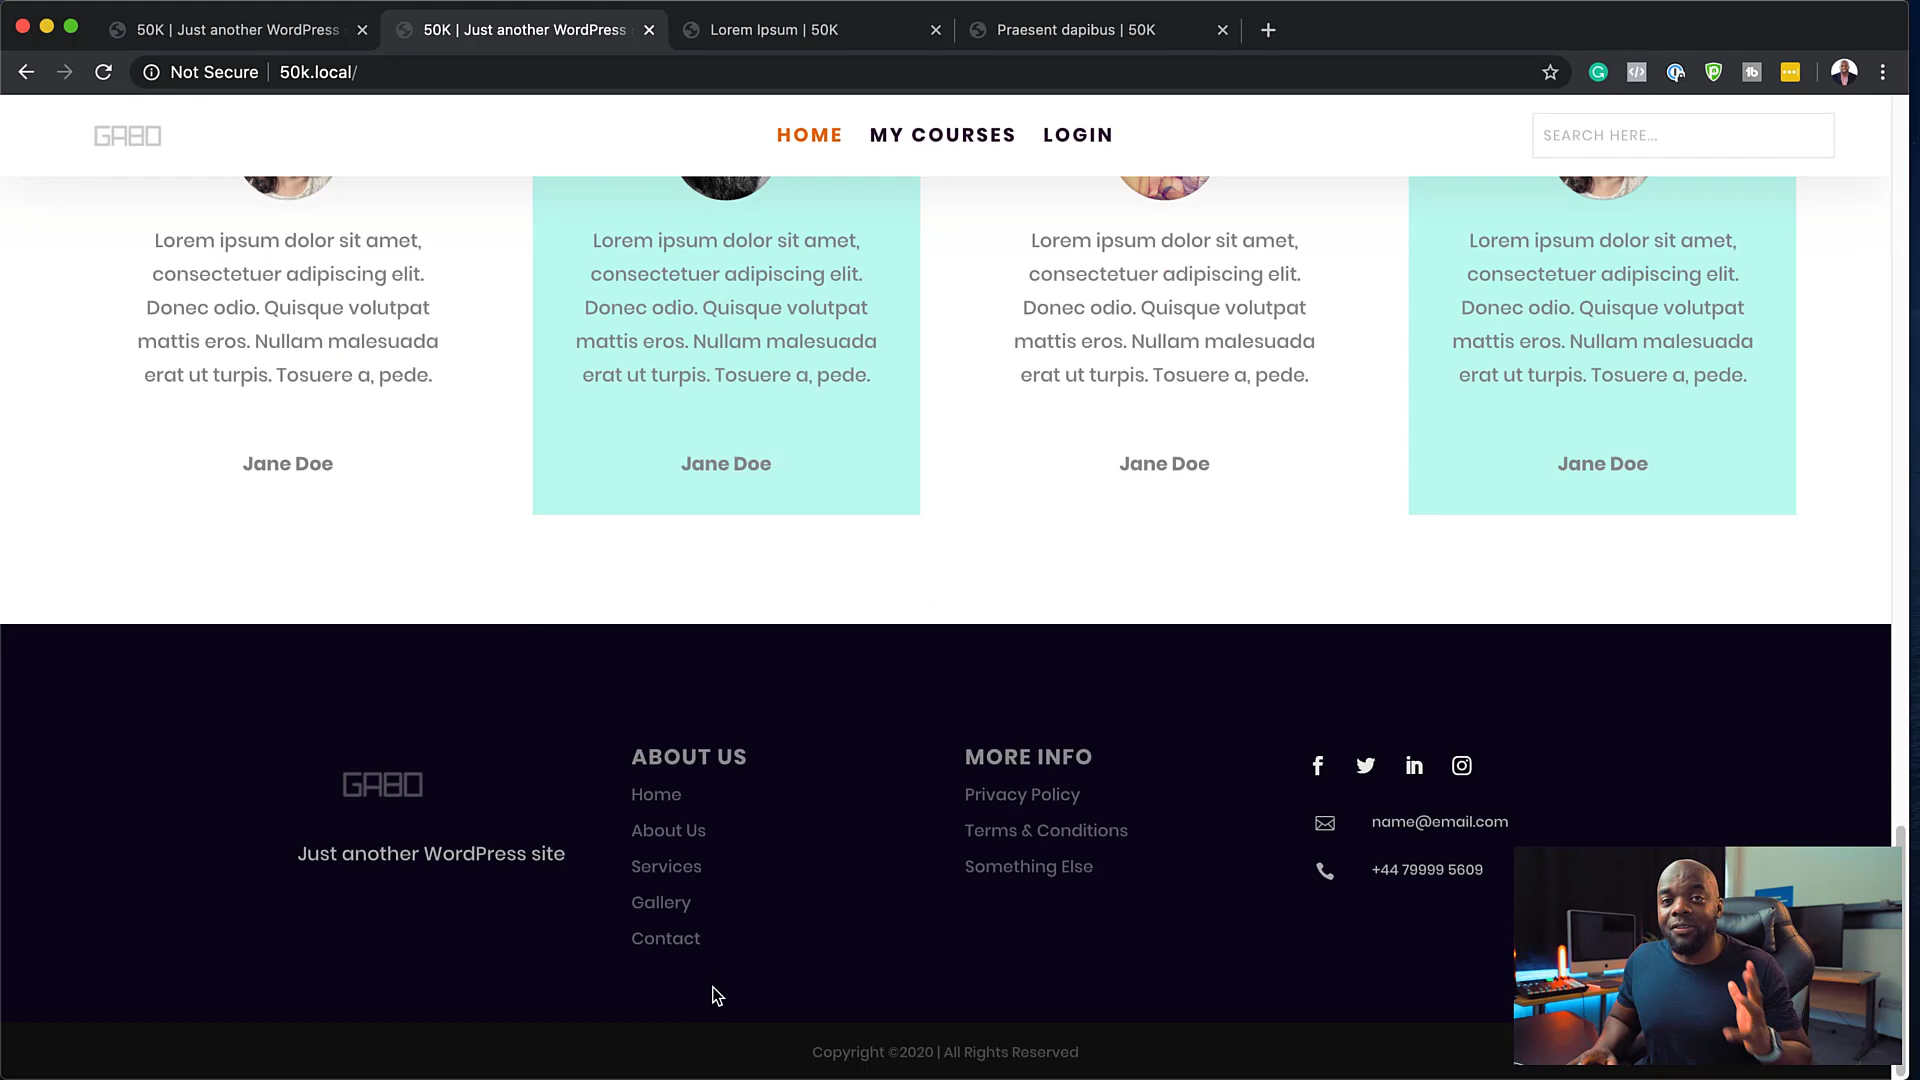 50K | Just another WordPress
50K | Just another WordPress
Lorem Ipsum | 50K
Praesent dapibus | 50K
Not Secure
50k.local/
GABO
HOME
MY COURSES
LOGIN
SEARCH HERE...
Lorem ipsum dolor sit amet,
consectetuer adipiscing elit.
Donec odio. Quisque volutpat
mattis eros. Nullam malesuada
erat ut turpis. Tosuere a, pede.
Jane Doe
Lorem ipsum dolor sit amet,
consectetuer adipiscing elit.
Donec odio. Quisque volutpat
mattis eros. Nullam malesuada
erat ut turpis. Tosuere a, pede.
Jane Doe
Lorem ipsum dolor sit amet,
consectetuer adipiscing elit.
Donec odio. Quisque volutpat
mattis eros. Nullam malesuada
erat ut turpis. Tosuere a, pede.
Jane Doe
Lorem ipsum dolor sit amet,
consectetuer adipiscing elit.
Donec odio. Quisque volutpat
mattis eros. Nullam malesuada
erat ut turpis. Tosuere a, pede.
Jane Doe
GABO
Just another WordPress site
ABOUT US
Home
About Us
Services
Gallery
Contact
MORE INFO
Privacy Policy
Terms & Conditions
Something Else
name@email.com
+44 79999 5609
Copyright ©2020 | All Rights Reserved